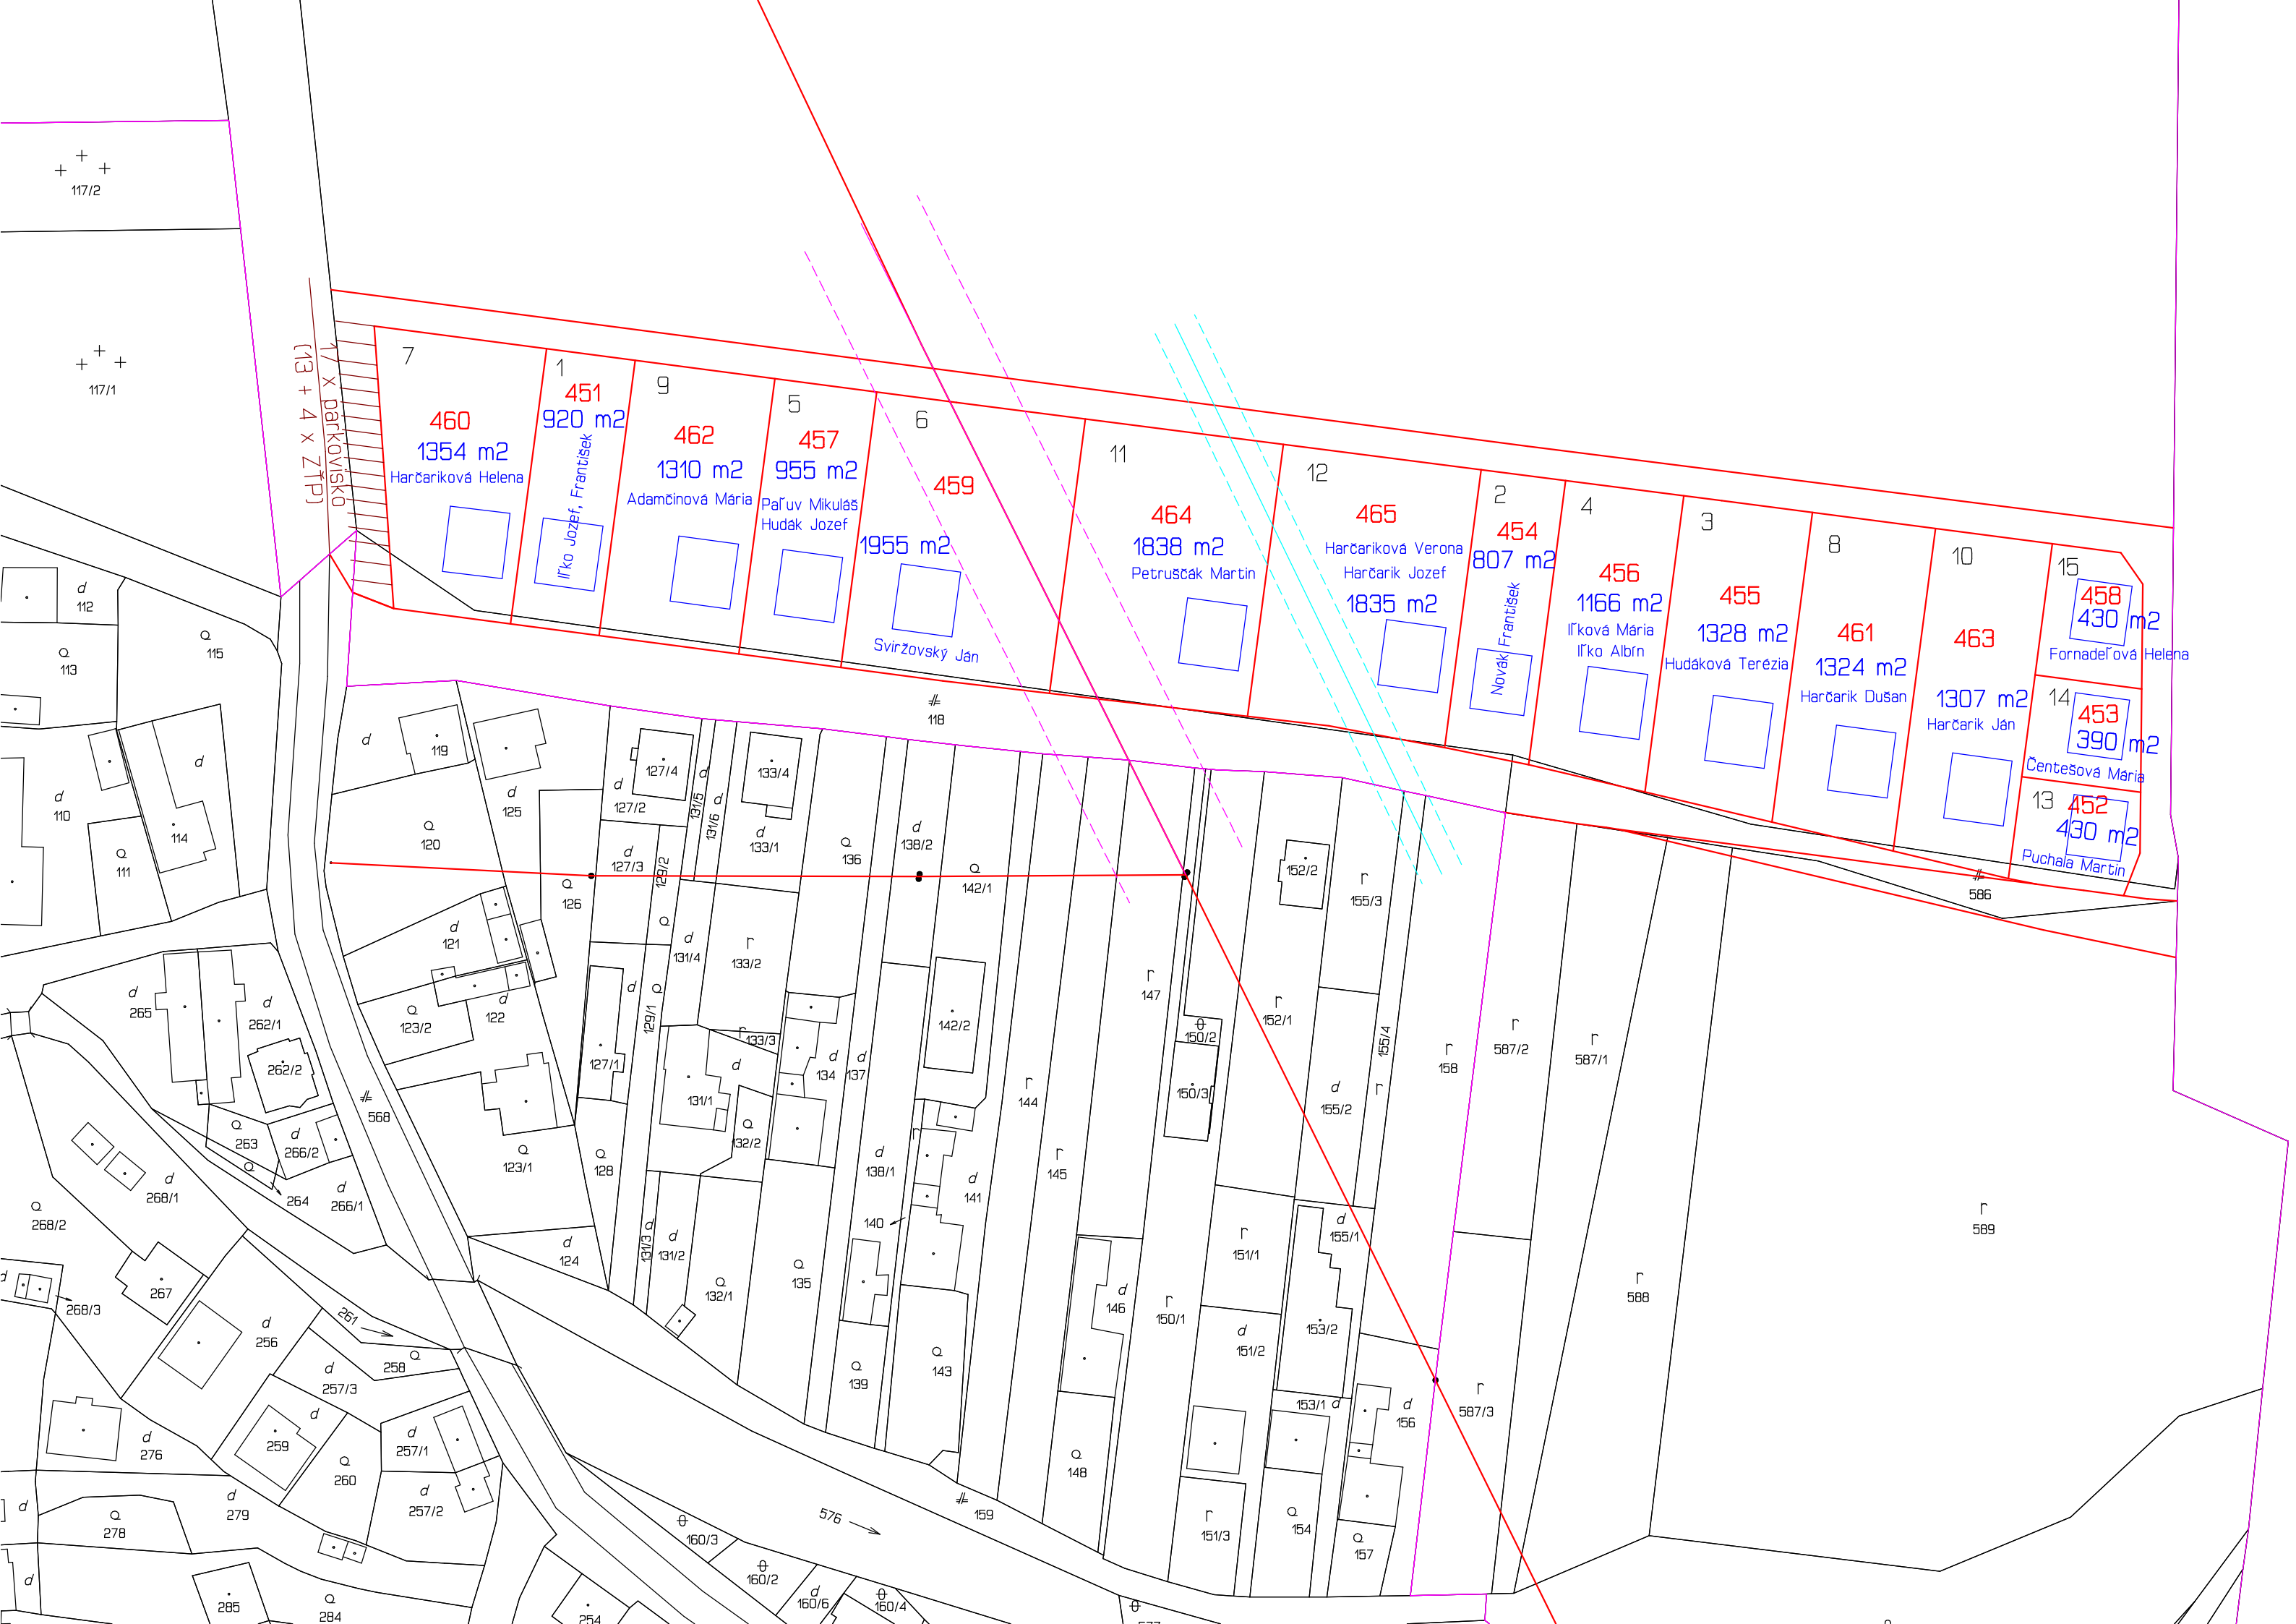 117/2
117/1
17 x parkovisko
(13 + 4 x ZŤP)
7
460
1354 m2
Harčariková Helena
1
451
920 m2
Iľko Jozef, František
9
462
1310 m2
Adamčinová Mária
5
457
955 m2
Paľuv Mikuláš
Hudák Jozef
6
459
1955 m2
Sviržovský Ján
11
464
1838 m2
Petruščák Martin
12
465
Harčariková Verona
Harčarik Jozef
1835 m2
2
454
807 m2
Novák František
4
456
1166 m2
Iľková Mária
Iľko Albín
3
455
1328 m2
Hudáková Terézia
8
461
1324 m2
Harčarik Dušan
10
463
1307 m2
Harčarik Ján
15
458
430 m2
Fornadeľová Helena
14
453
390 m2
Čentešová Mária
13
452
430 m2
Puchala Martin
d
112
113
115
118
d
110
111
114
d
d
119
120
d
125
126
d
127/2
127/4
d
127/3
129/2
131/5
d
131/6
d
133/4
d
133/1
136
d
138/2
142/1
152/2
r
155/3
586
d
121
d
122
123/2
123/1
d
127/1
128
129/1
d
131/4
r
133/2
r
133/3
d
131/1
132/2
d
134
d
137
d
138/1
142/2
r
144
r
145
r
147
150/2
150/3
r
152/1
d
155/2
155/4
r
r
158
r
587/2
r
587/1
r
589
r
588
d
265
d
262/1
262/2
263
d
266/2
264
d
266/1
568
d
268/1
268/2
268/3
267
d
124
131/3
d
d
131/2
132/1
135
139
140
r
d
141
143
d
146
148
r
150/1
r
151/1
d
151/2
r
151/3
d
155/1
153/2
153/1
d
154
d
156
157
r
587/3
261
d
256
258
d
257/3
d
257/1
d
257/2
d
259
260
d
276
278
d
279
284
285
254
d
d
159
576
160/3
160/2
d
160/6
160/4